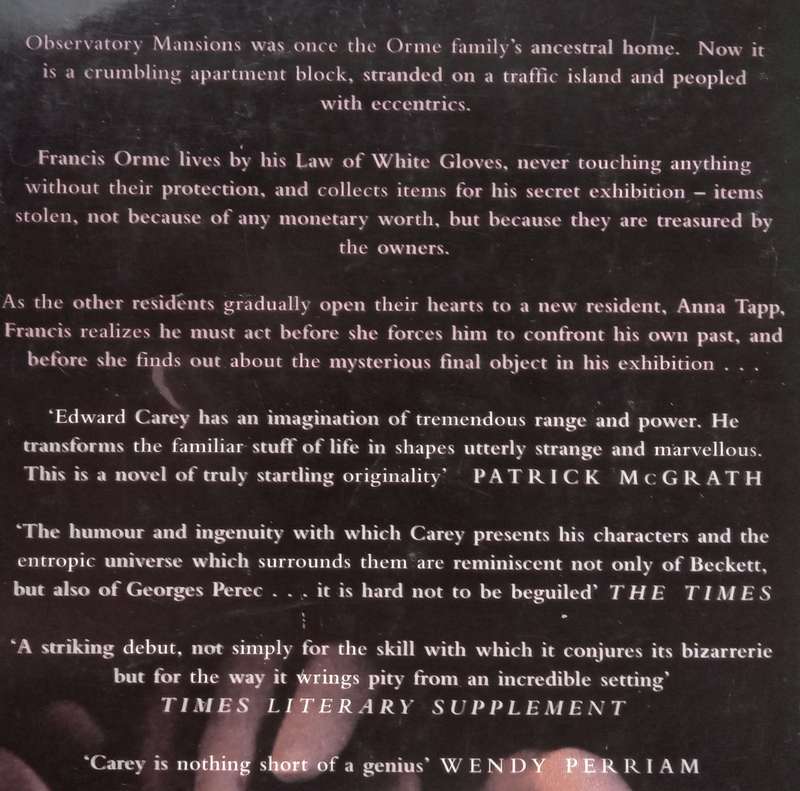 Observatory Mansions was once the Orme family's ancestral home. Now it
is a crumbling apartment block, stranded on a traffic island and peopled
with eccentrics.
Francis Orme lives by his Law of White Gloves, never touching anything
without their protection, and collects items for his secret exhibition – items
stolen, not because of any monetary worth, but because they are treasured by
the owners.
As the other residents gradually open their hearts to a new resident, Anna Tapp,
Francis realizes he must act before she forces him to confront his own past, and
before she finds out about the mysterious final object in his exhibition . . .
'Edward Carey has an imagination of tremendous range and power. He
transforms the familiar stuff of life in shapes utterly strange and marvellous.
This is a novel of truly startling originality' PATRICK McGRATH
'The humour and ingenuity with which Carey presents his characters and the
entropic universe which surrounds them are reminiscent not only of Beckett,
but also of Georges Perec . . . it is hard not to be beguiled' THE TIMES
'A striking debut, not simply for the skill with which it conjures its bizarrerie
but for the way it wrings pity from an incredible setting'
TIMES LITERARY SUPPLEMENT
'Carey is nothing short of a genius' WENDY PERRIAM